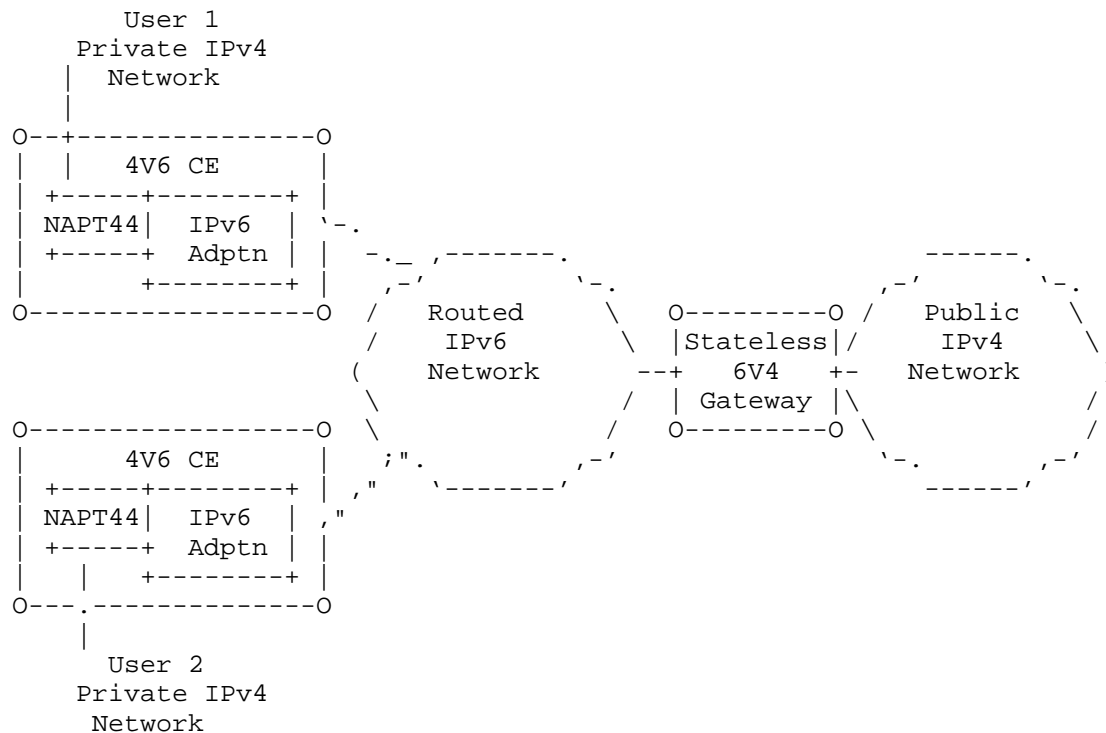 User 1
Private IPv4
Network
4V6 CE
NAPT44| IPv6
Adptn
Routed
IPv6
Network
Stateless
6V4
Gateway
Public
IPv4
Network
4V6 CE
NAPT44| IPv6
Adptn
User 2
Private IPv4
Network